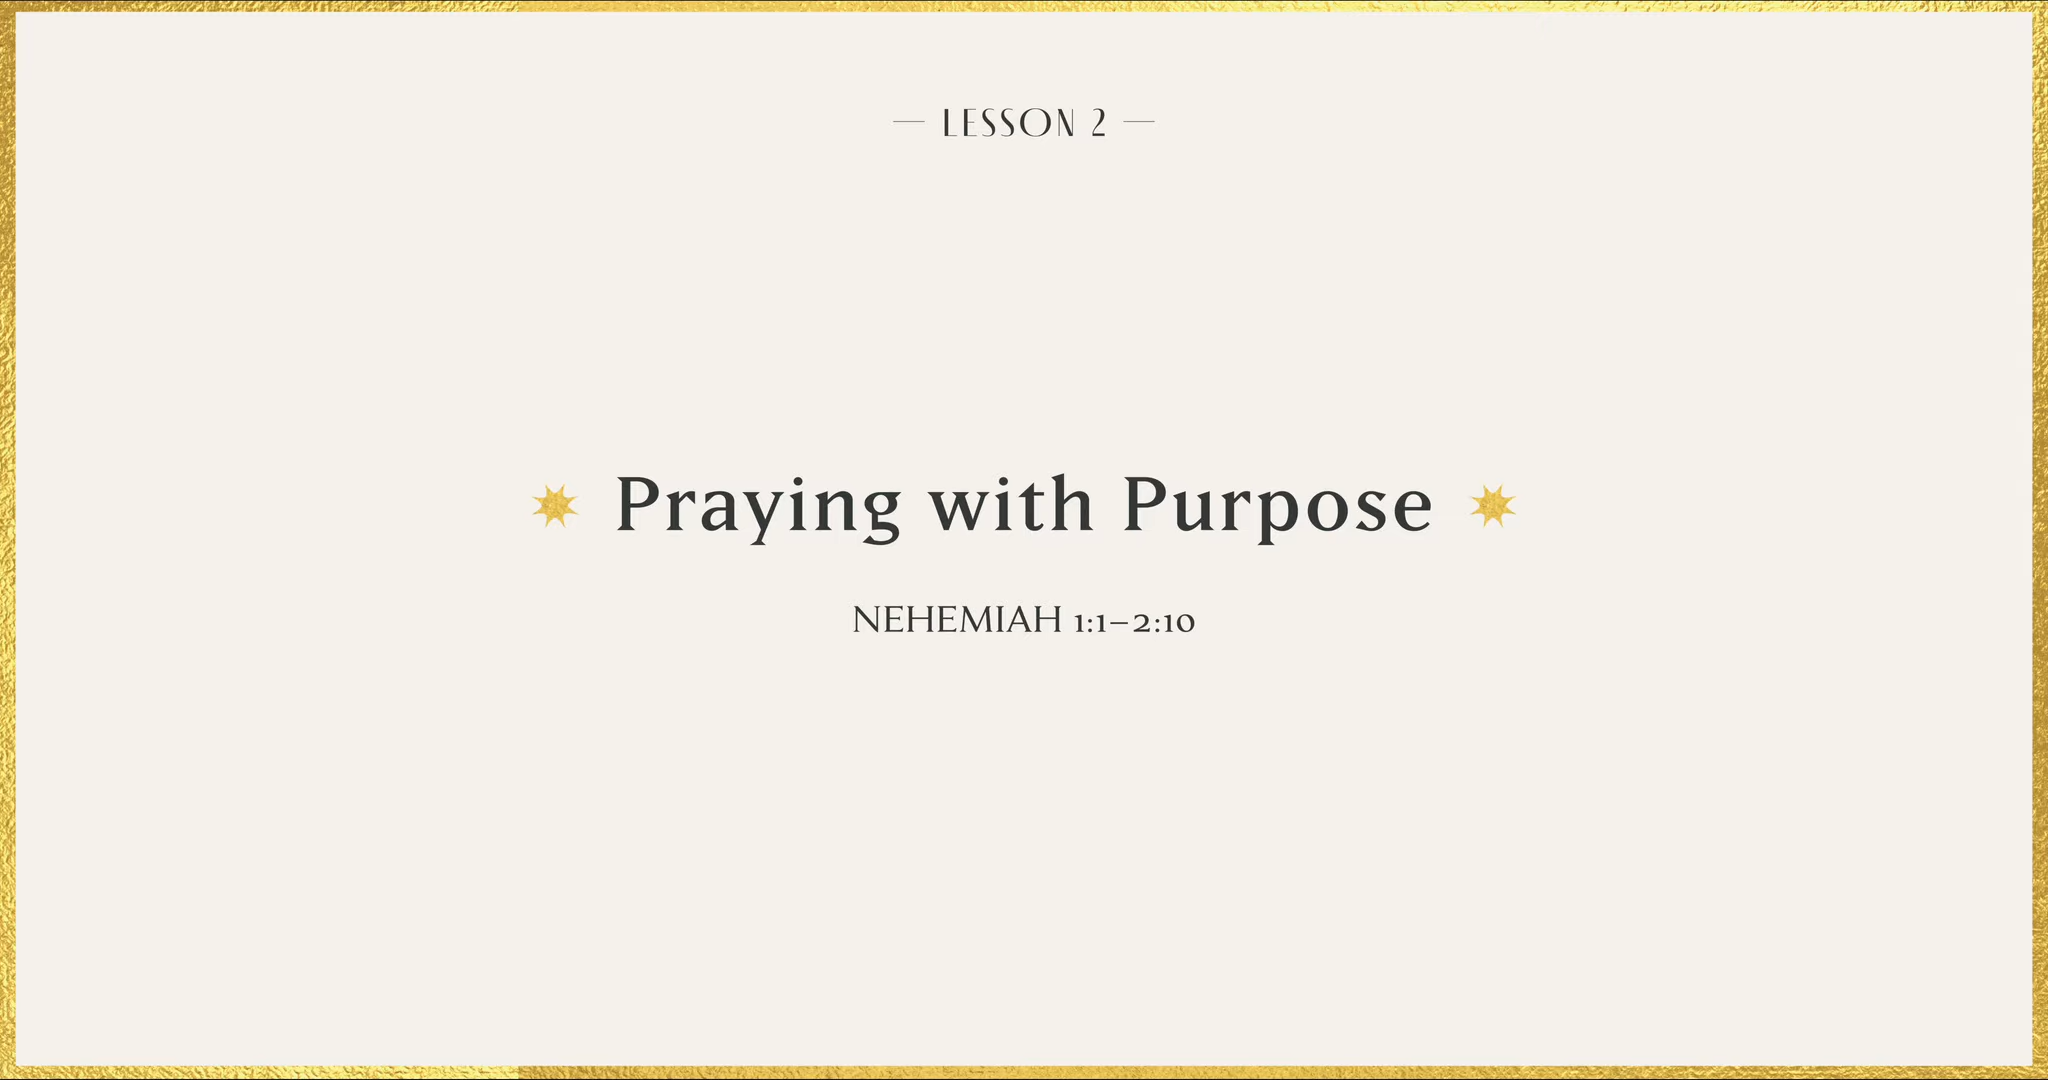 — LESSON 2 —
Praying with Purpose
NEHEMIAH 1:1–2:10